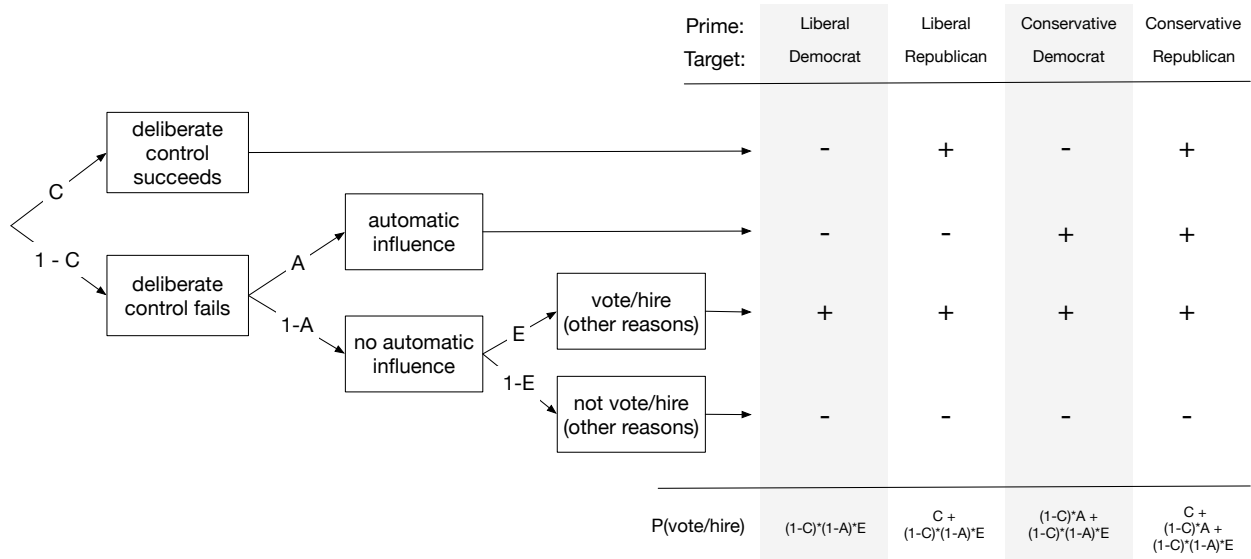 Prime: Liberal Liberal Conservative Conservative
Target: Democrat Republican Democrat Republican
deliberate
control
succeeds
- + - +
C
automatic
influence
- - + +
1 - C
A
deliberate
control fails
vote/hire
(other reasons)
+ + + +
1-A
E
no automatic
influence
1-E
not vote/hire
(other reasons)
- - - -
P(vote/hire) (1-C)*(1-A)*E
C +
(1-C)*(1-A)*E
(1-C)*A +
(1-C)*(1-A)*E
C +
(1-C)*A +
(1-C)*(1-A)*E